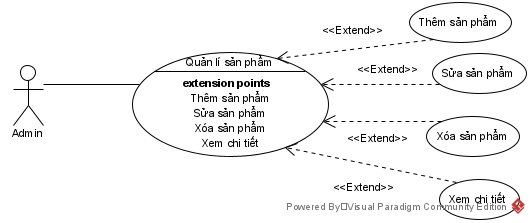 Thêm sản phẩm
<<Extend>>
Quản lí sản phẩm
<<Extend>>
Sửa sản phẩm
extension points
Thêm sản phẩm
Sửa sản phẩm
Xóa sản phẩm
Xem chi tiết
Admin
<<Extend>>
Xóa sản phẩm
<<Extend>>
Xem chi tiết
Powered By Visual Paradigm Community Edition